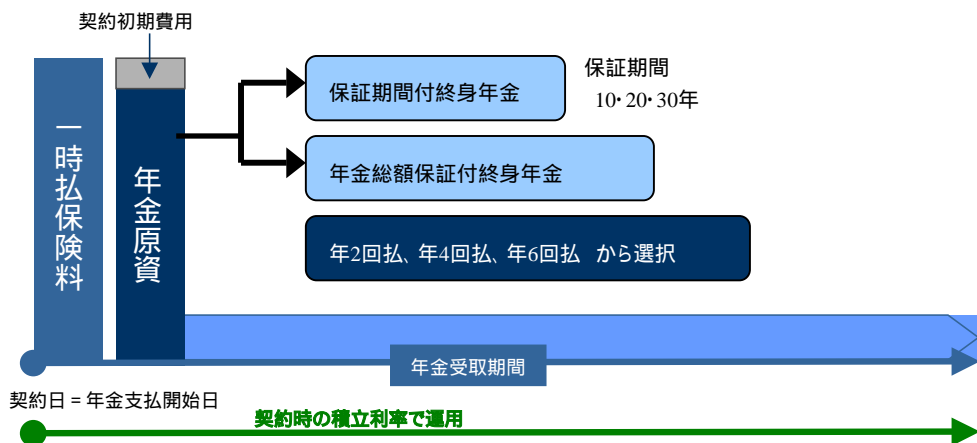 契約初期費用
一時払保険料
年金原資
保証期間付終身年金
保証期間
10・20・30年
年金総額保証付終身年金
年2回払、年4回払、年6回払 から選択
年金受取期間
契約日 = 年金支払開始日
契約時の積立利率で運用